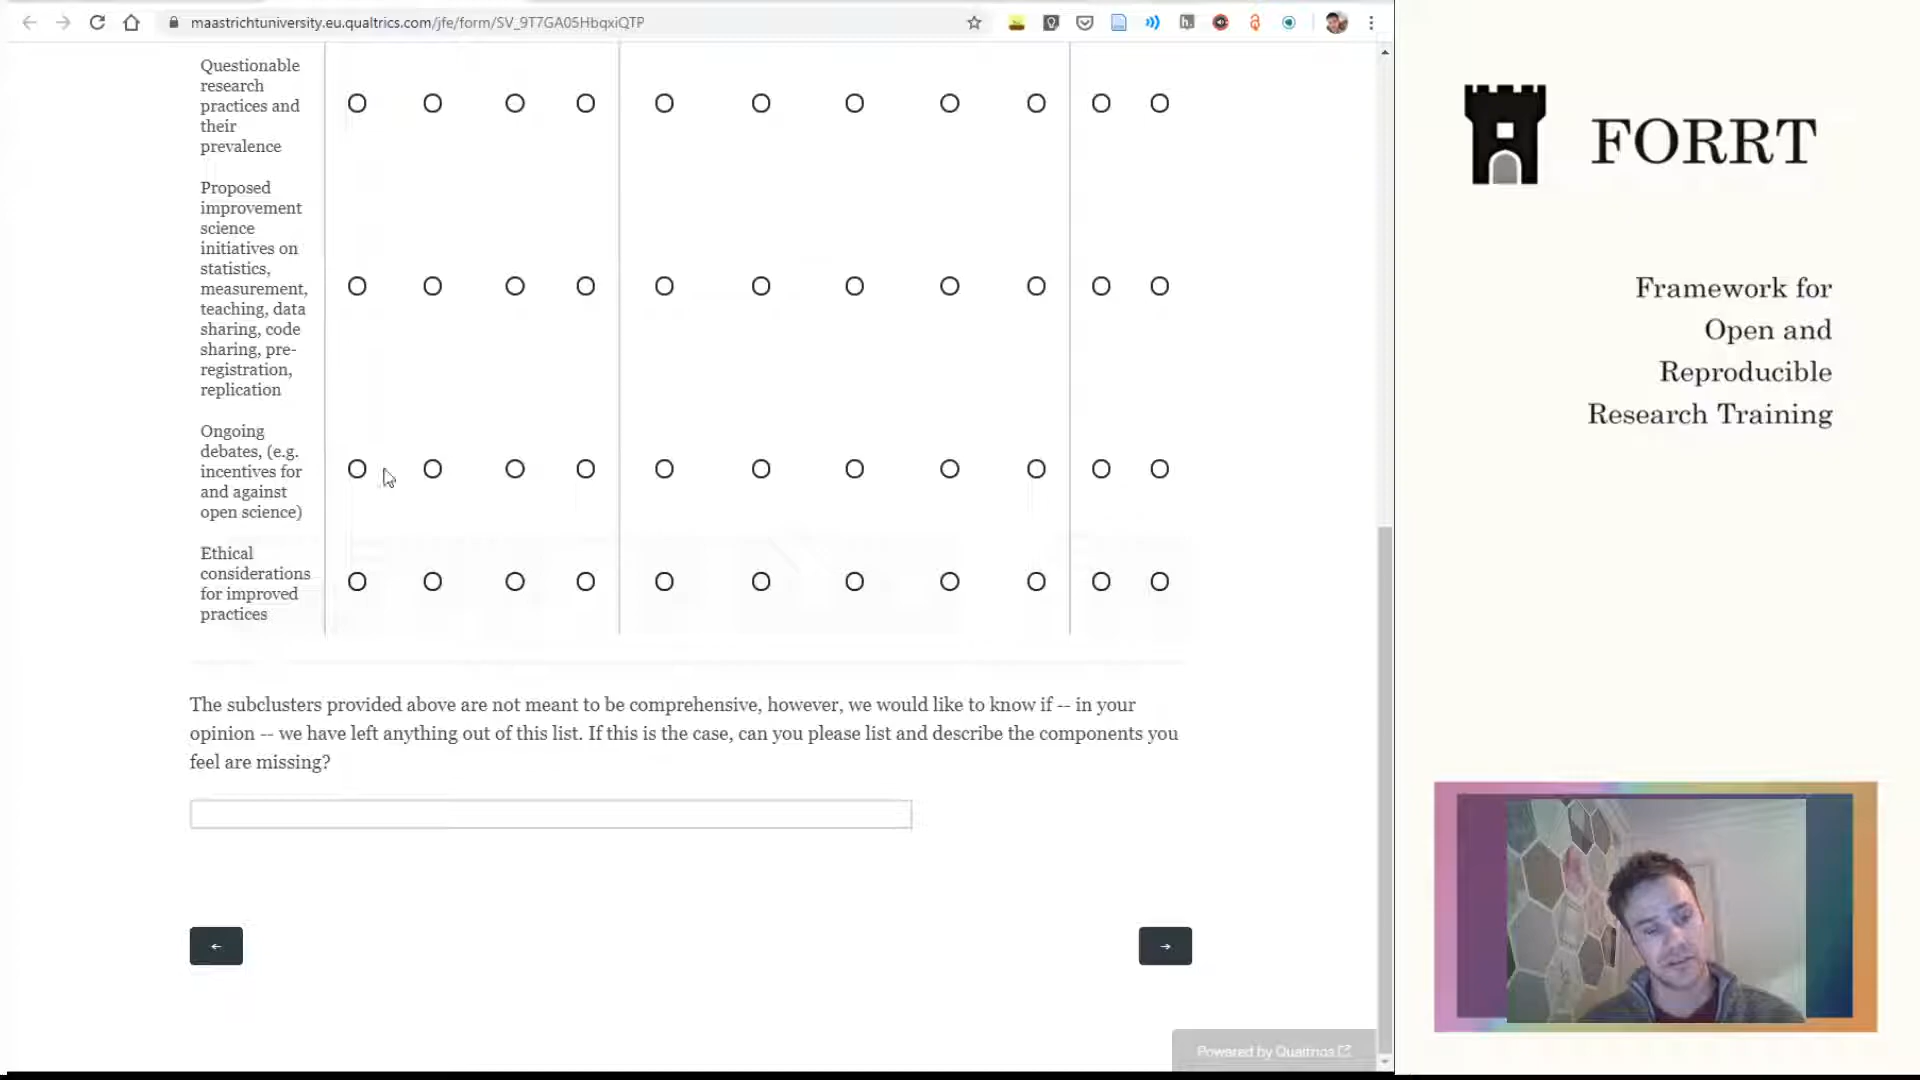 maastrichtuniversity.eu.qualtrics.com/jfe/form/SV_9T7GA05HbqxiQTP
Questionable
research
practices and
their
prevalence
Proposed
improvement
science
initiatives on
statistics,
measurement,
teaching, data
sharing, code
sharing, pre-
registration,
replication
Ongoing
debates, (e.g.
incentives for
and against
open science)
Ethical
considerations
for improved
practices
The subclusters provided above are not meant to be comprehensive, however, we would like to know if -- in your
opinion -- we have left anything out of this list. If this is the case, can you please list and describe the components you
feel are missing?
Powered by Qualtrics
FORRT
Framework for
Open and
Reproducible
Research Training